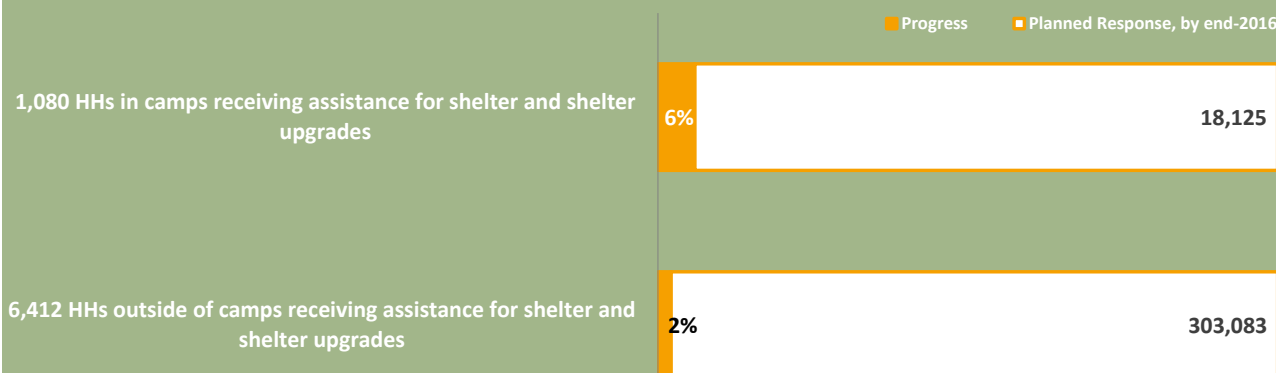 Progress Planned Response, by end-2016
1,080 HHs in camps receiving assistance for shelter and shelter
upgrades
6%
18,125
6,412 HHs outside of camps receiving assistance for shelter and
shelter upgrades
2%
303,083